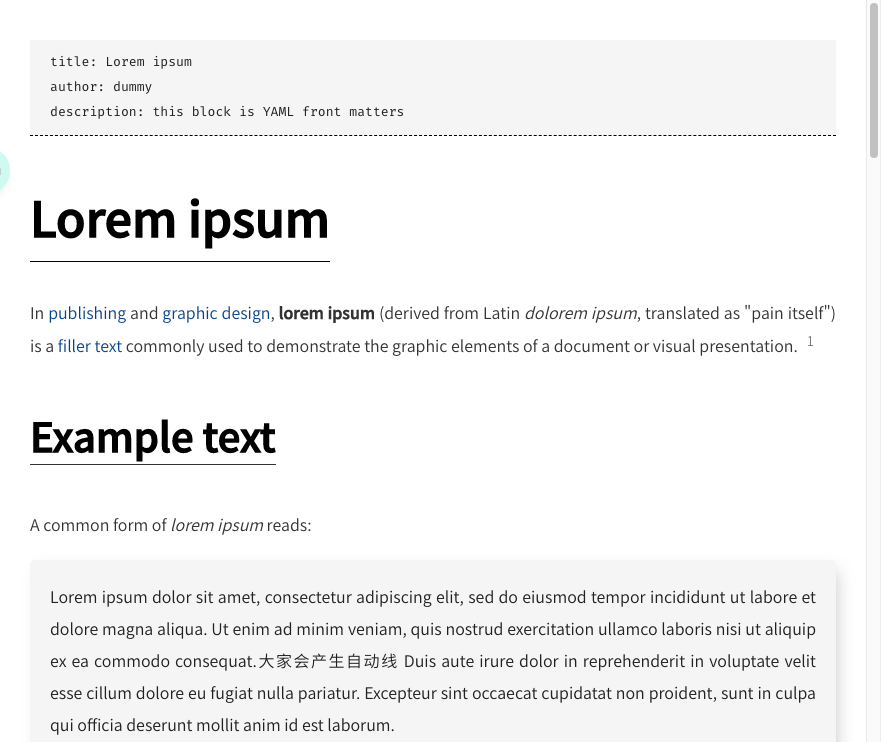 title: Lorem ipsum
author: dummy
description: this block is YAML front matters
Lorem ipsum
In publishing and graphic design, lorem ipsum (derived from Latin dolorem ipsum, translated as "pain itself")
is a filler text commonly used to demonstrate the graphic elements of a document or visual presentation. 1
Example text
A common form of lorem ipsum reads:
Lorem ipsum dolor sit amet, consectetur adipiscing elit, sed do eiusmod tempor incididunt ut labore et
dolore magna aliqua. Ut enim ad minim veniam, quis nostrud exercitation ullamco laboris nisi ut aliquip
ex ea commodo consequat.大家会产生自动线 Duis aute irure dolor in reprehenderit in voluptate velit
esse cillum dolore eu fugiat nulla pariatur. Excepteur sint occaecat cupidatat non proident, sunt in culpa
qui officia deserunt mollit anim id est laborum.